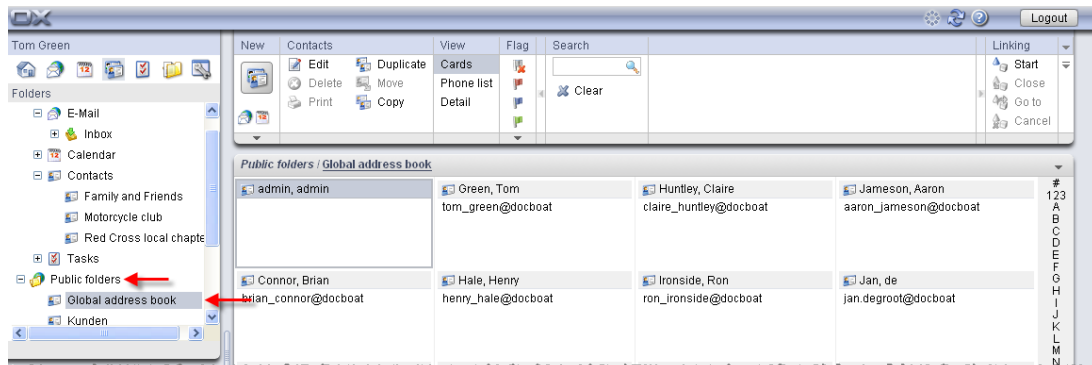 OX
Logout
Tom Green
Folders
E-Mail
Inbox
12 Calendar
Contacts
Family and Friends
Motorcycle club
Red Cross local chapte
Tasks
Public folders
Global address book
Kunden
New
Contacts
Edit
Duplicate
Delete
Move
Print
Copy
View
Cards
Phone list
Detail
Flag
Search
Clear
Linking
Start
Close
Go to
Cancel
Public folders / Global address book
admin, admin
Green, Tom
tom_green@docboat
Huntley, Claire
claire_huntley@docboat
Jameson, Aaron
aaron_jameson@docboat
Connor, Brian
brian_connor@docboat
Hale, Henry
henry_hale@docboat
Ironside, Ron
ron_ironside@docboat
Jan, de
jan.degroot@docboat
#
123
A
B
C
D
E
F
G
H
I
J
K
L
M
N